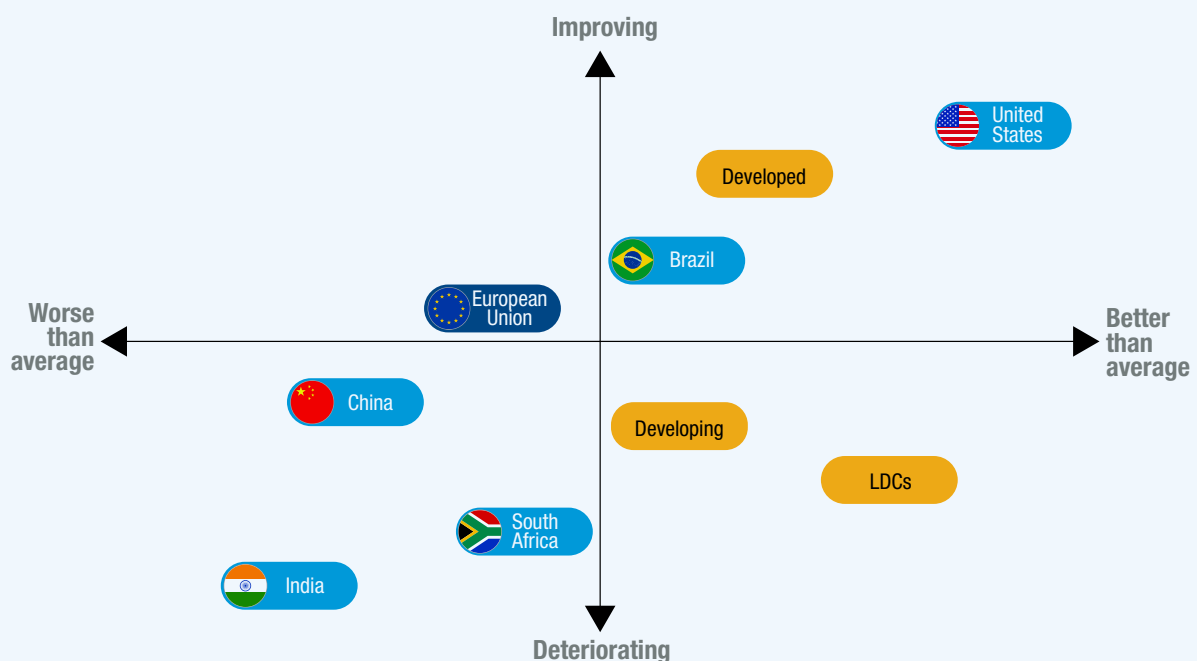 Improving
United
States
Developed
Brazil
European
Union
Worse
than
average
Better
than
average
China
Developing
LDCs
South
Africa
India
Deteriorating